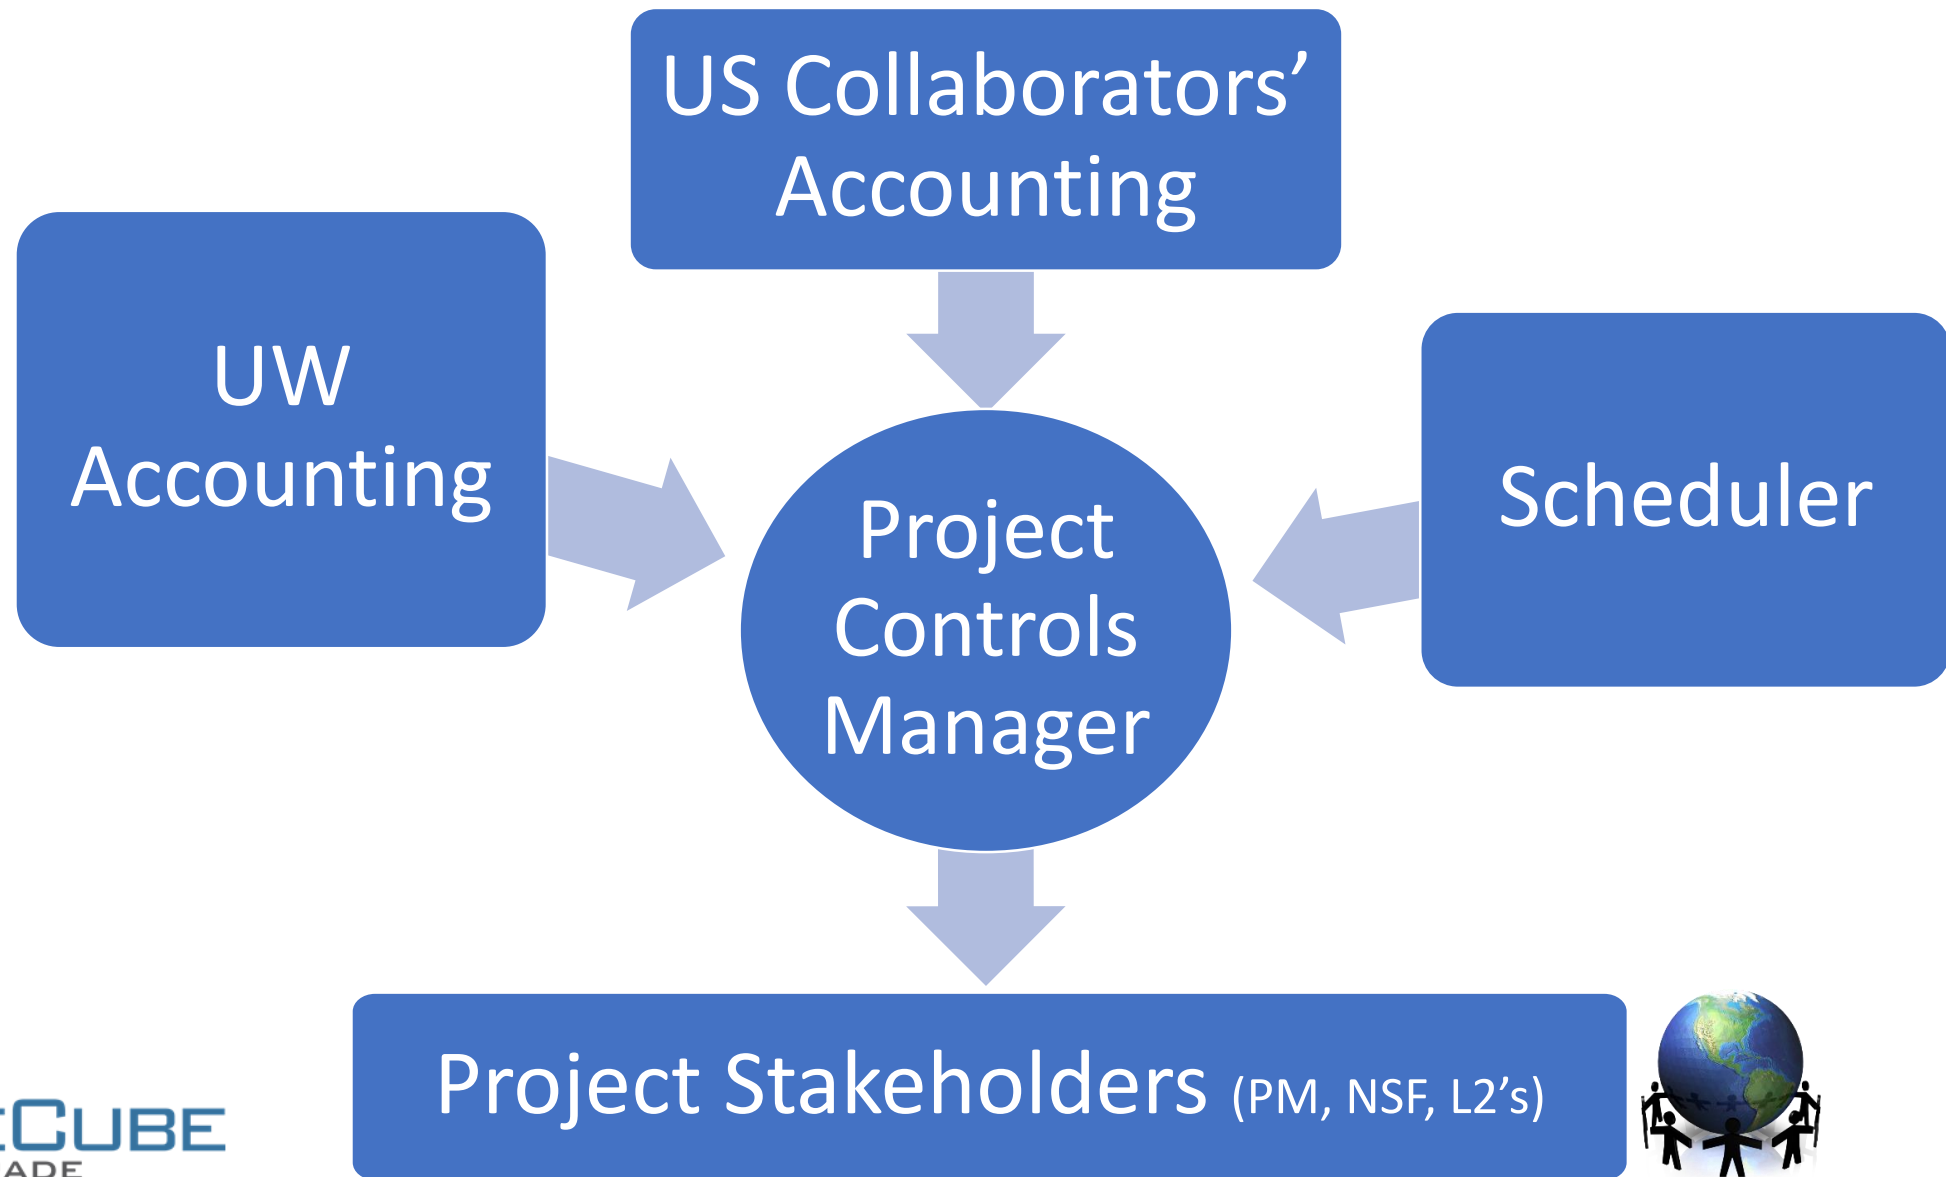 US Collaborators’
Accounting
UW
Accounting
Scheduler
Project
Controls
Manager
Project Stakeholders (PM, NSF, L2’s)
CUBE